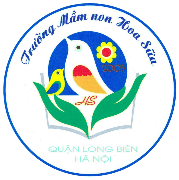 Trường Mầm non Hoa Sữa
HS
QUẬN LONG BIÊN
HÀ NỘI